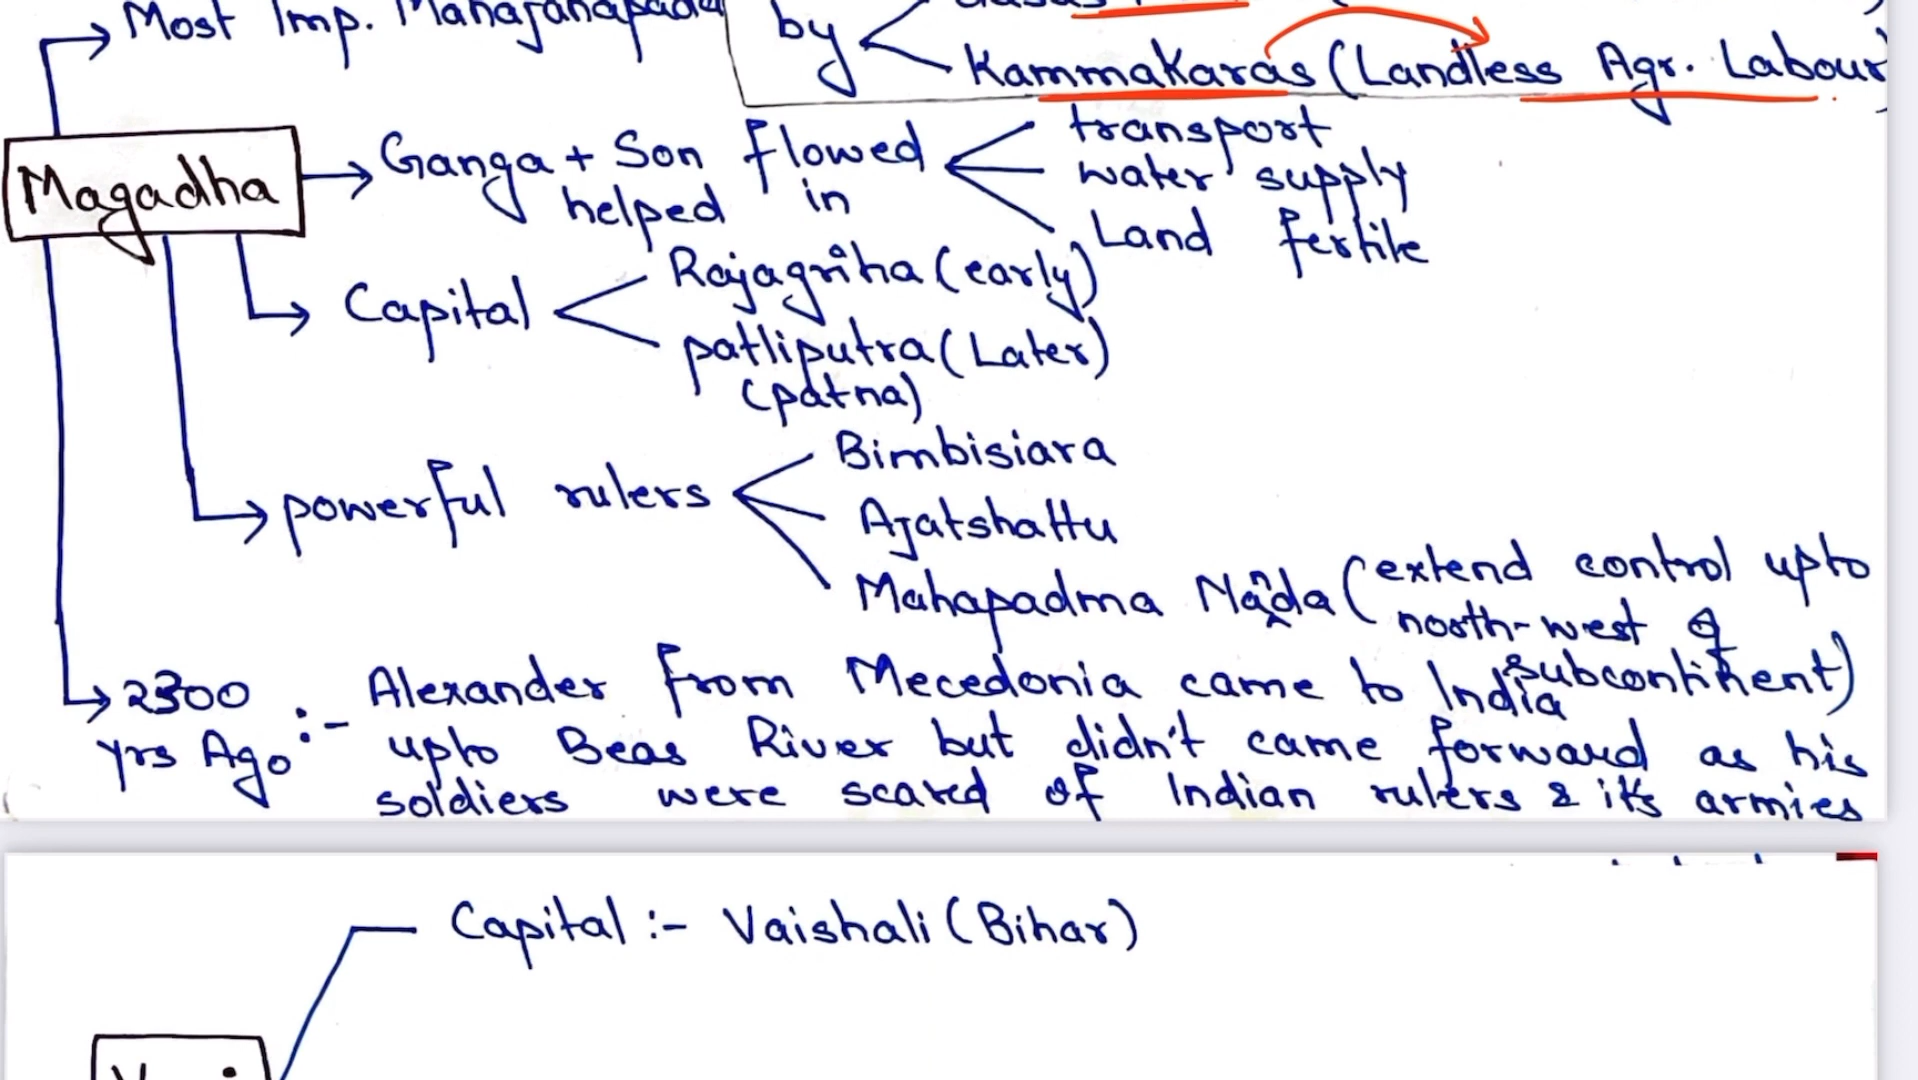 Most Imp. Mahajanapada
by
Kammakaras (Landless Agr. Labour)
Magadha
Ganga + Son flowed
helped in
transport
water supply
Land fertile
Capital
Rajagriha (early)
patliputra (Later)
(patna)
powerful rulers
Bimbisiara
Ajatshattu
Mahapadma Nanda (extend control upto
north-west of
subcontinent)
2300 yrs Ago :- Alexander from Mecedonia came to India
upto Beas River but didn't came forward as his
soldiers were scared of Indian rulers & it's armies
Capital :- Vaishali (Bihar)